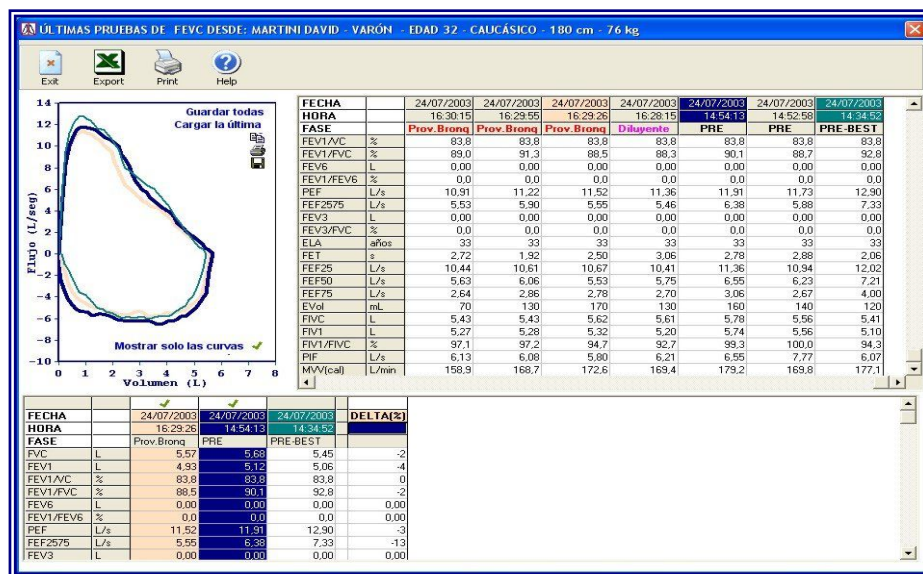 ÚLTIMAS PRUEBAS DE FEVC DESDE: MARTINI DAVID - VARÓN - EDAD 32 - CAUCÁSICO - 180 cm - 76 kg
Exit Export Print Help
Guardar todas
Cargar la última
14
12
10
8
6
4
2
0
-2
-4
-6
-8
-10
Flujo (L/seg)
Mostrar solo las curvas
0 1 2 3 4 5 6 7 8
Volumen (L)
FECHA 24/07/2003 24/07/2003 24/07/2003 24/07/2003 24/07/2003 24/07/2003 24/07/2003
HORA 16:30:15 16:29:55 16:29:26 16:28:15 14:54:13 14:52:58 14:34:52
FASE Prov.Bronq Prov.Bronq Prov.Bronq Diluyente PRE PRE PRE-BEST
FEV1/VC % 83,8 83,8 83,8 83,8 83,8 83,8 83,8
FEV1/FVC % 89,0 91,3 88,5 88,3 90,1 88,7 92,8
FEV6 L 0,00 0,00 0,00 0,00 0,00 0,00 0,00
FEV1/FEV6 % 0,0 0,0 0,0 0,0 0,0 0,0 0,0
PEF L/s 10,91 11,22 11,52 11,36 11,91 11,73 12,90
FEF2575 L/s 5,53 5,90 5,55 5,46 6,38 5,88 7,33
FEV3 L 0,00 0,00 0,00 0,00 0,00 0,00 0,00
FEV3/FVC % 0,0 0,0 0,0 0,0 0,0 0,0 0,0
ELA años 33 33 33 33 33 33 33
FET s 2,72 1,92 2,50 3,06 2,78 2,88 2,06
FEF25 L/s 10,44 10,61 10,67 10,41 11,36 10,94 12,02
FEF50 L/s 5,63 6,06 5,53 5,75 6,55 6,23 7,21
FEF75 L/s 2,64 2,86 2,78 2,70 3,06 2,67 4,00
EVol mL 70 130 170 130 160 140 120
FIVC L 5,43 5,43 5,62 5,61 5,78 5,56 5,41
FIV1 L 5,27 5,28 5,32 5,20 5,74 5,56 5,10
FIV1/FIVC % 97,1 97,2 94,7 92,7 99,3 100,0 94,3
PIF L/s 6,13 6,08 5,80 6,21 6,55 7,77 6,07
MVV(cal) L/min 158,9 168,7 172,6 169,4 179,2 169,8 177,1
FECHA 24/07/2003 24/07/2003 24/07/2003 DELTA(%)
HORA 16:29:26 14:54:13 14:34:52
FASE Prov.Bronq PRE PRE-BEST
FVC L 5,57 5,68 5,45 -2
FEV1 L 4,93 5,12 5,06 -4
FEV1/VC % 83,8 83,8 83,8 0
FEV1/FVC % 88,5 90,1 92,8 -2
FEV6 L 0,00 0,00 0,00 0,00
FEV1/FEV6 % 0,0 0,0 0,0 0,00
PEF L/s 11,52 11,91 12,90 -3
FEF2575 L/s 5,55 6,38 7,33 -13
FEV3 L 0,00 0,00 0,00 0,00